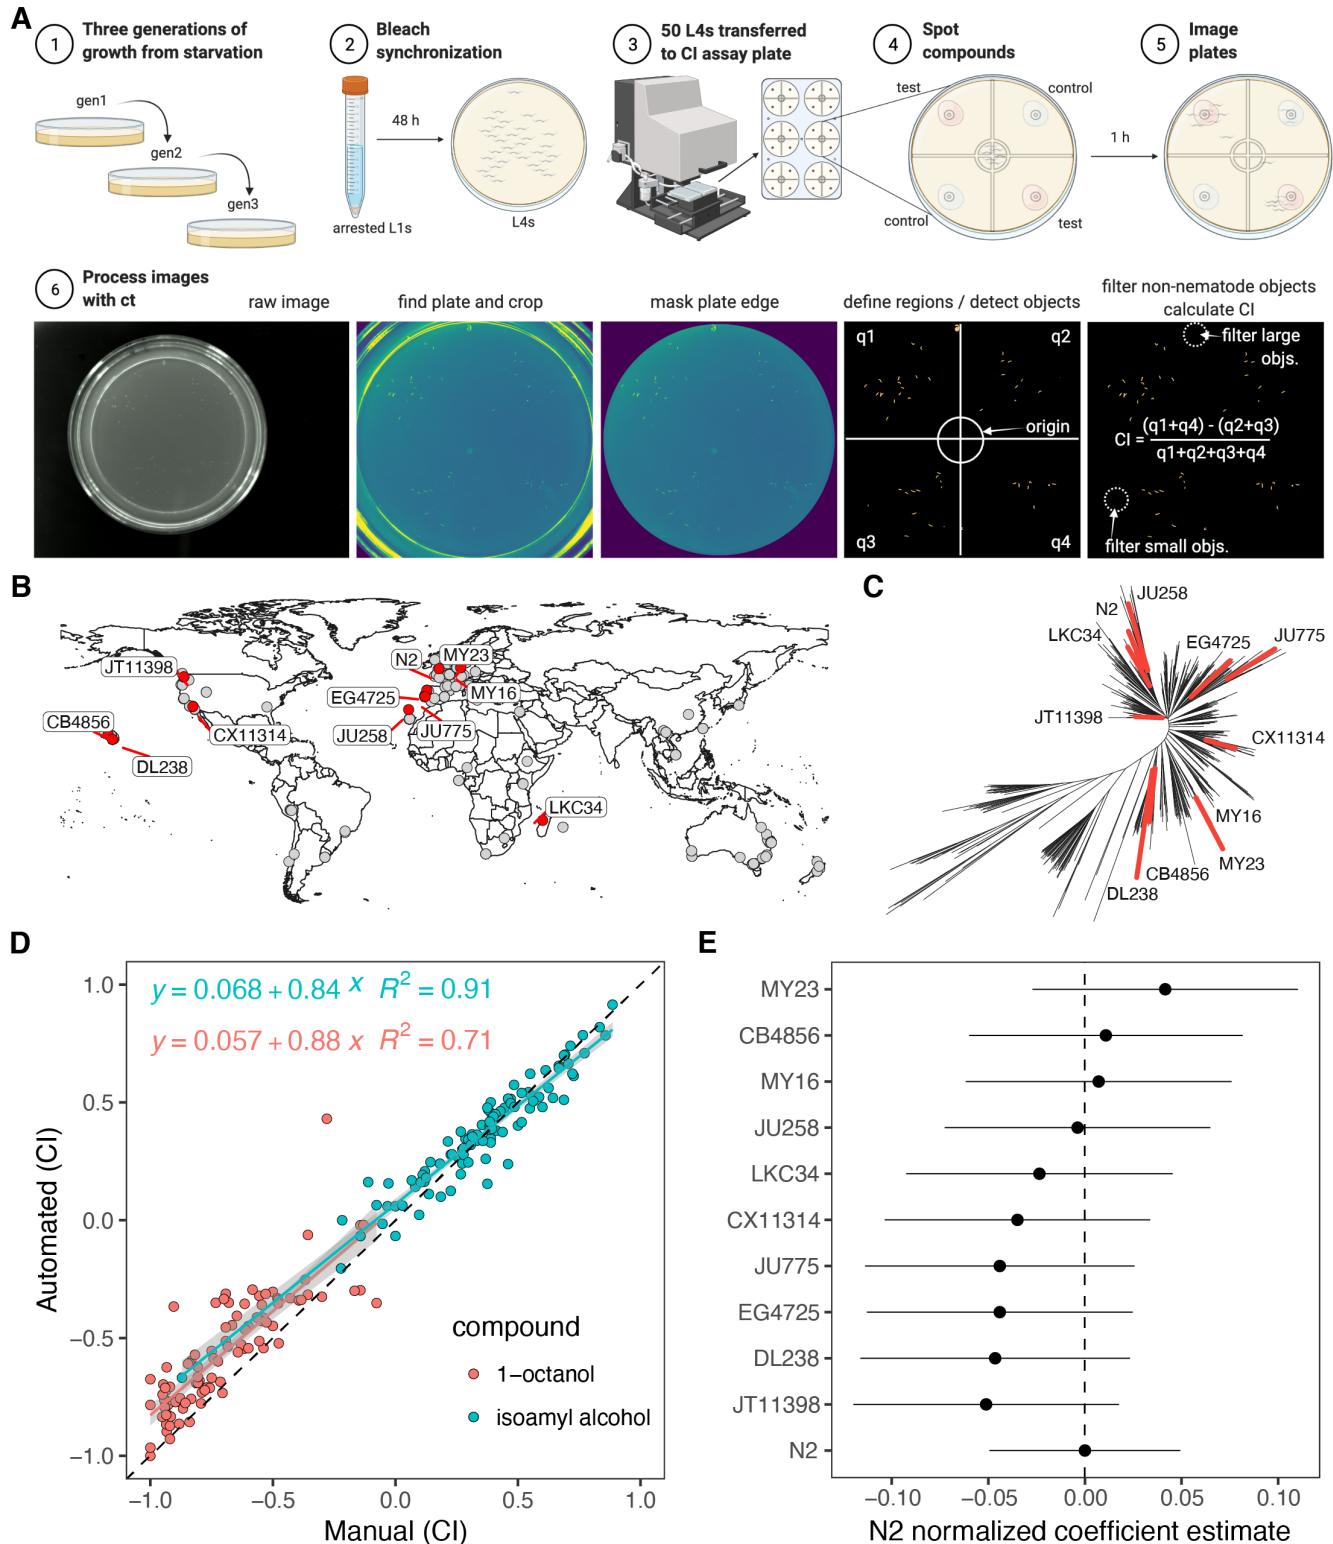 A
1 Three generations of growth from starvation
gen1
gen2
gen3
2 Bleach synchronization
48 h
arrested L1s
L4s
3 50 L4s transferred to CI assay plate
4 Spot compounds
test
control
control
test
1 h
5 Image plates
6 Process images with ct
raw image
find plate and crop
mask plate edge
define regions / detect objects
q1
q2
origin
q3
q4
filter non-nematode objects
calculate CI
filter large
objs.
CI = (q1+q4) - (q2+q3)
q1+q2+q3+q4
filter small objs.
B
JT11398
CB4856
DL238
CX11314
N2
MY23
EG4725
MY16
JU258
JU775
LKC34
C
JU258
N2
LKC34
EG4725
JU775
JT11398
CX11314
MY16
MY23
CB4856
DL238
D
y = 0.068 + 0.84 x R2 = 0.91
y = 0.057 + 0.88 x R2 = 0.71
1.0
0.5
0.0
−0.5
−1.0
Automated (CI)
compound
1−octanol
isoamyl alcohol
−1.0
−0.5
0.0
0.5
1.0
Manual (CI)
E
MY23
CB4856
MY16
JU258
LKC34
CX11314
JU775
EG4725
DL238
JT11398
N2
−0.10
−0.05
0.00
0.05
0.10
N2 normalized coefficient estimate